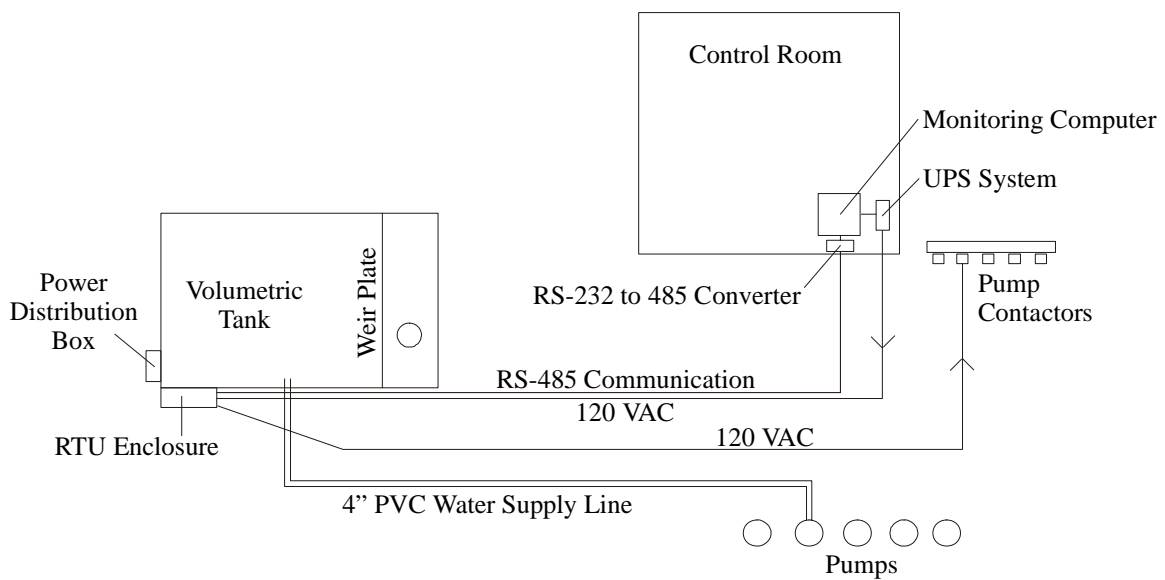 Control Room
Monitoring Computer
UPS System
Power
Distribution
Box
Volumetric
Tank
Weir Plate
RS-232 to 485 Converter
Pump
Contactors
RS-485 Communication
120 VAC
RTU Enclosure
120 VAC
4” PVC Water Supply Line
Pumps